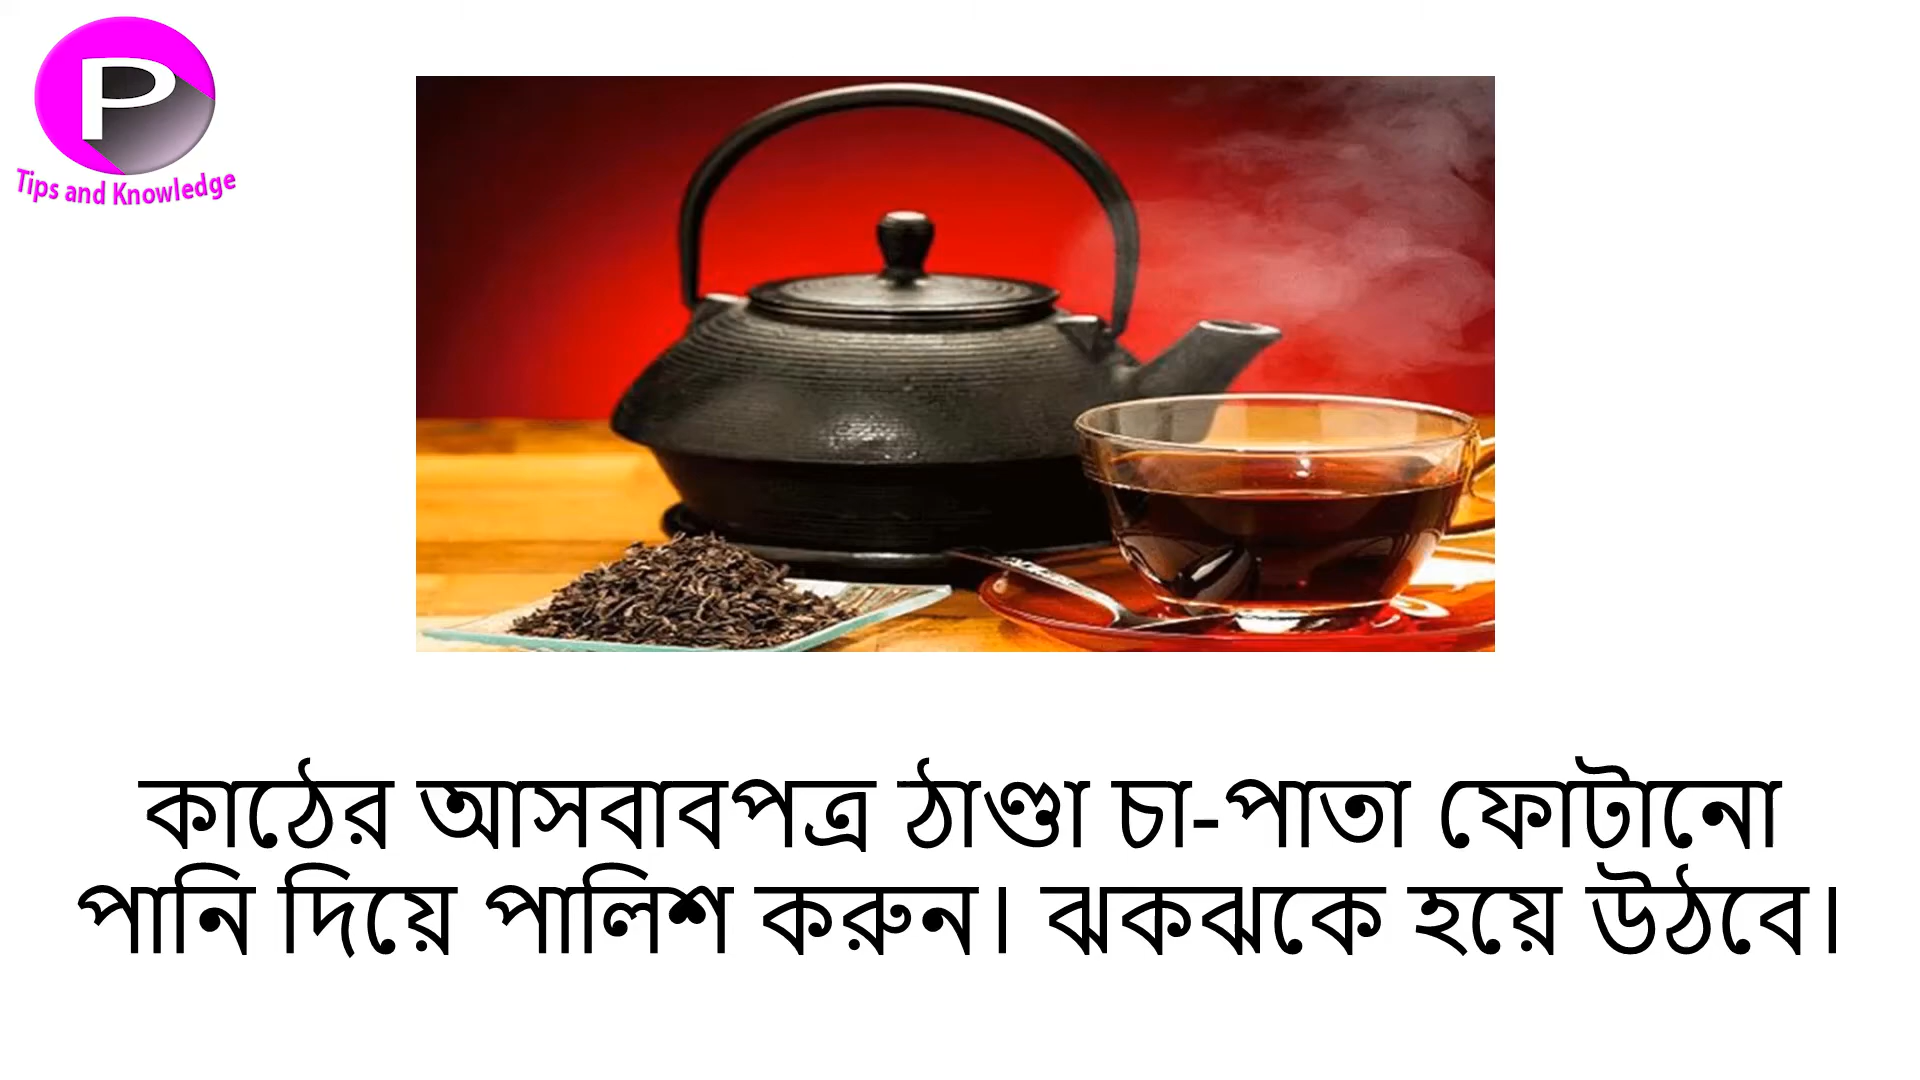 P
Tips and Knowledge
কাঠের আসবাবপত্র ঠাণ্ডা চা-পাতা ফোটানো
পানি দিয়ে পালিশ করুন। ঝকঝকে হয়ে উঠবে।